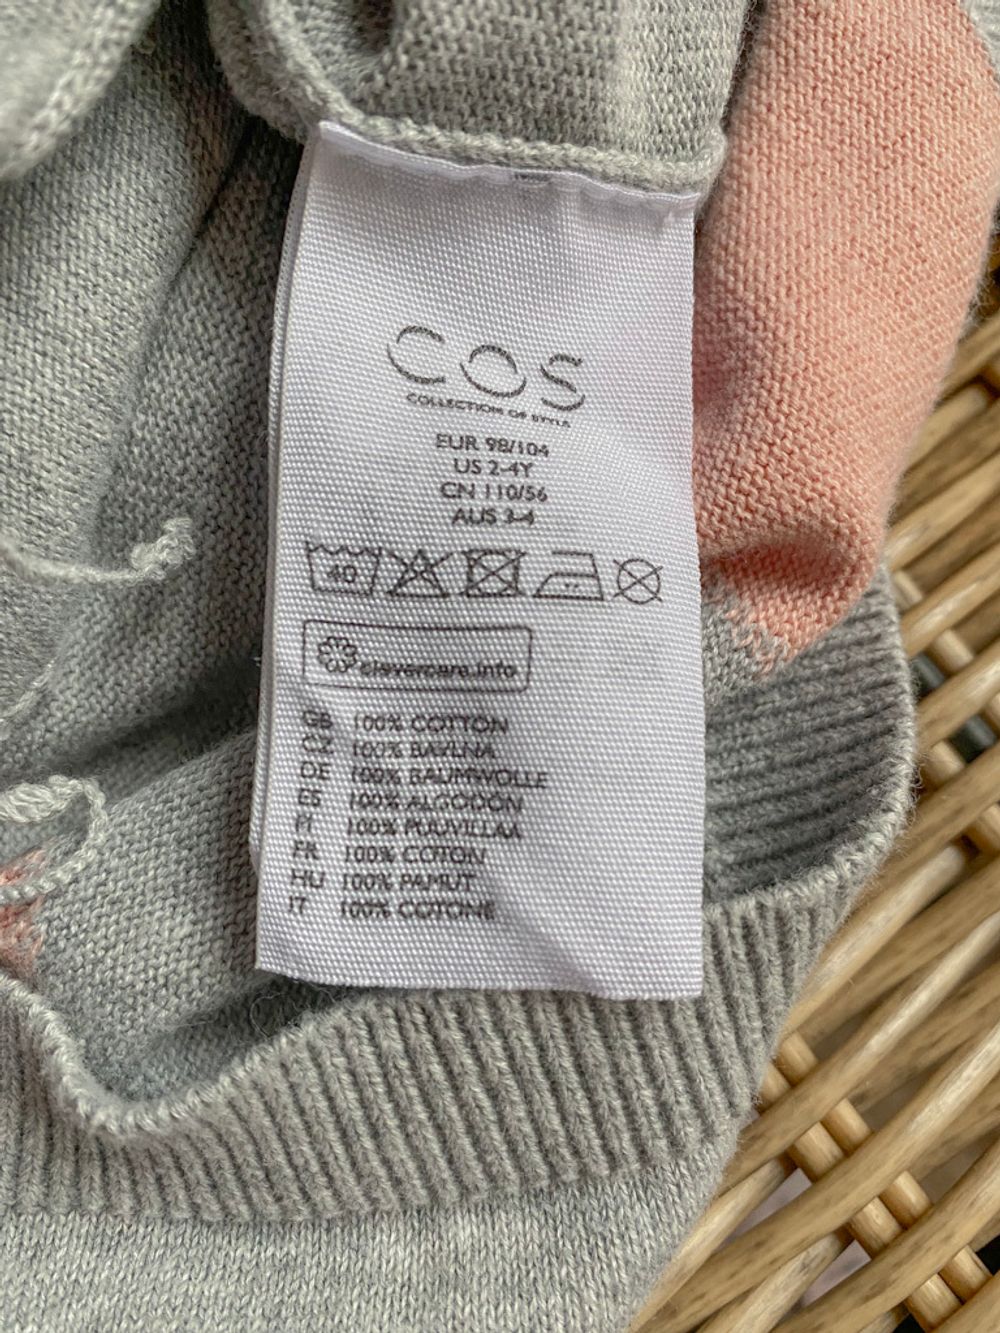 COS
COLLECTION OF STYLE
EUR 98/104
US 2-4Y
CN 110/56
AUS 3-4
40
clevercare.info
GB 100% COTTON
CZ 100% BAVLNA
DE 100% BAUMWOLLE
ES 100% ALGODÓN
FI 100% PUUVILLAA
FR 100% COTON
HU 100% PAMUT
IT 100% COTONE